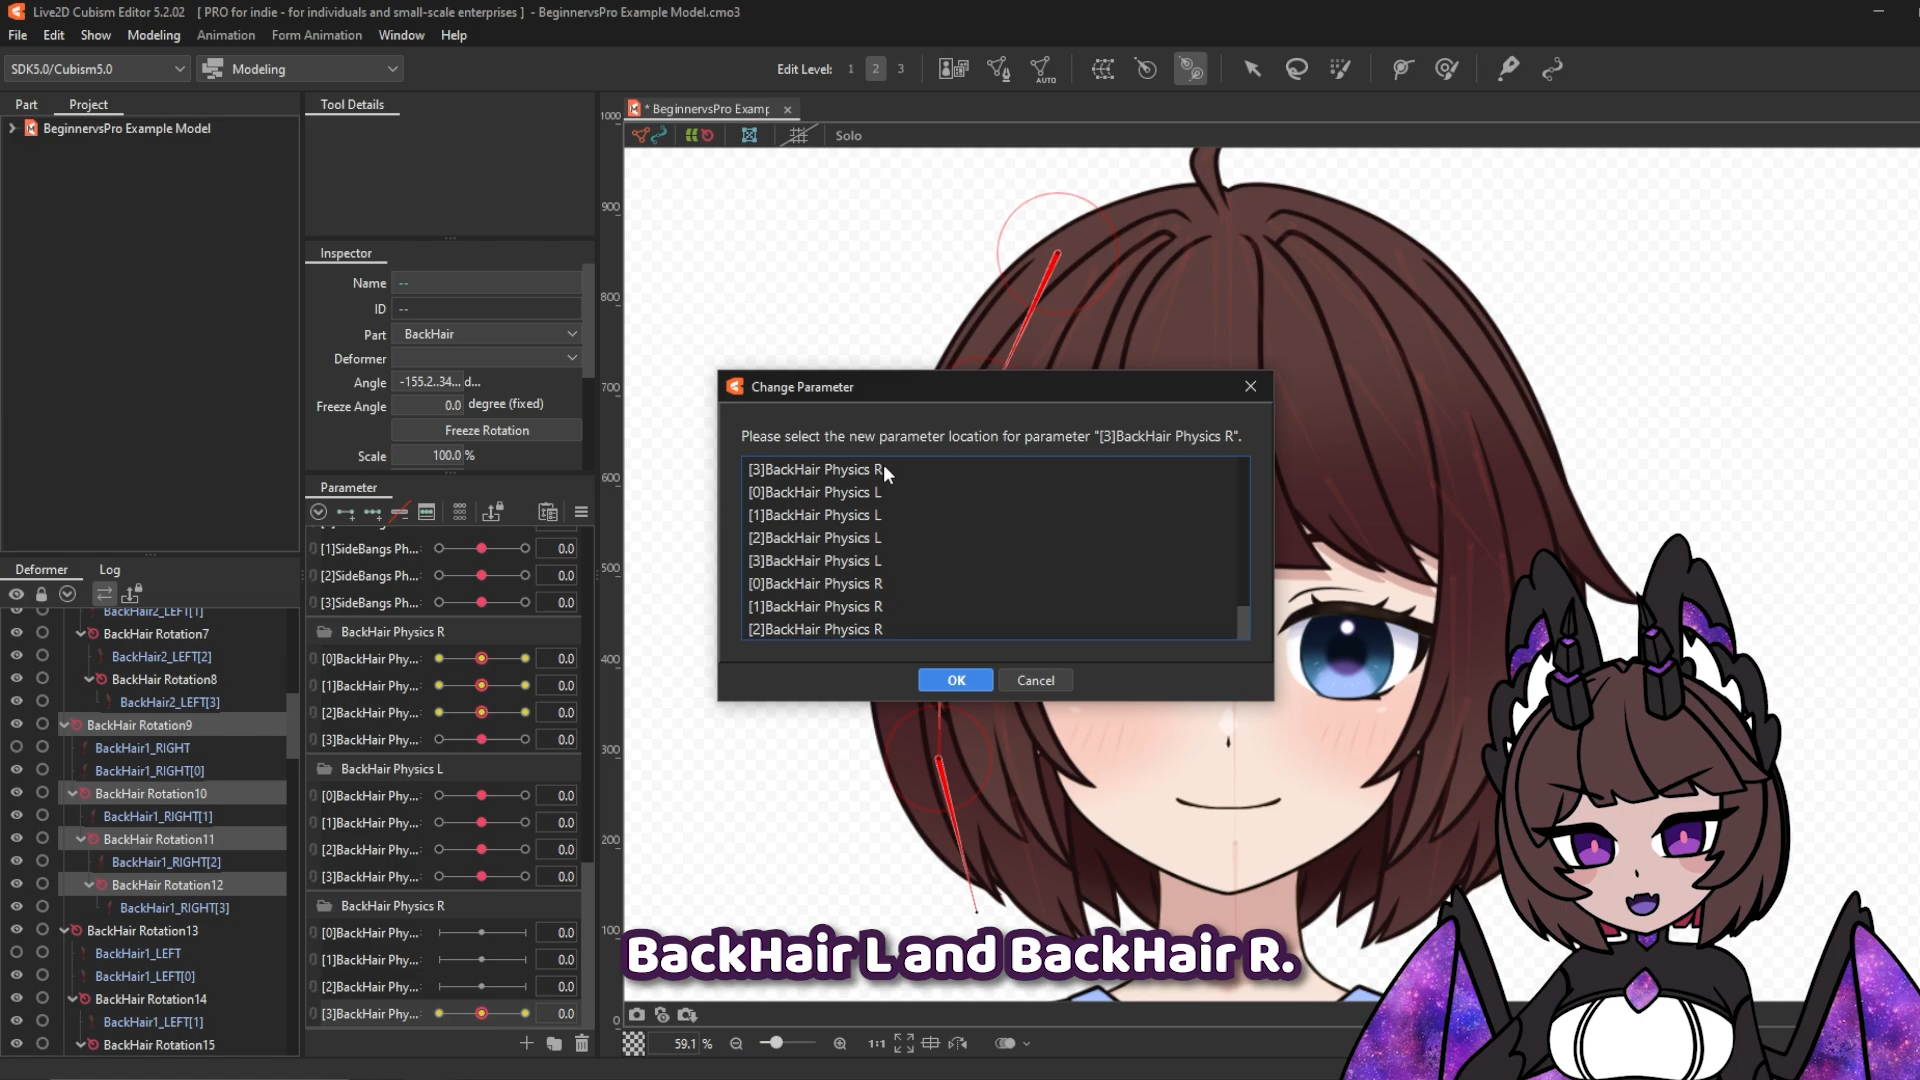 Live2D Cubism Editor 5.2.02 [ PRO for indie - for individuals and small-scale enterprises ] - BeginnervsPro Example Model.cmo3
File Edit Show Modeling Animation Form Animation Window Help
SDK5.0/Cubism5.0 Modeling Edit Level: 1 2 3 AUTO
Part Project
BeginnervsPro Example Model
Tool Details
* BeginnervsPro Examp
Solo
Inspector
Name --
ID --
Part BackHair
Deformer
Angle -155.2..34... d...
Freeze Angle 0.0 degree (fixed)
Freeze Rotation
Scale 100.0 %
Parameter
[1]SideBangs Ph... 0.0
[2]SideBangs Ph... 0.0
[3]SideBangs Ph... 0.0
BackHair Physics R
[0]BackHair Phy... 0.0
[1]BackHair Phy... 0.0
[2]BackHair Phy... 0.0
[3]BackHair Phy... 0.0
BackHair Physics L
[0]BackHair Phy... 0.0
[1]BackHair Phy... 0.0
[2]BackHair Phy... 0.0
[3]BackHair Phy... 0.0
BackHair Physics R
[0]BackHair Phy... 0.0
[1]BackHair Phy... 0.0
[2]BackHair Phy... 0.0
[3]BackHair Phy... 0.0
Deformer Log
BackHair2_LEFT[1]
BackHair Rotation7
BackHair2_LEFT[2]
BackHair Rotation8
BackHair2_LEFT[3]
BackHair Rotation9
BackHair1_RIGHT
BackHair1_RIGHT[0]
BackHair Rotation10
BackHair1_RIGHT[1]
BackHair Rotation11
BackHair1_RIGHT[2]
BackHair Rotation12
BackHair1_RIGHT[3]
BackHair Rotation13
BackHair1_LEFT
BackHair1_LEFT[0]
BackHair Rotation14
BackHair1_LEFT[1]
BackHair Rotation15
1000
900
800
700
600
500
400
300
200
100
0
Change Parameter
Please select the new parameter location for parameter "[3]BackHair Physics R".
[3]BackHair Physics R
[0]BackHair Physics L
[1]BackHair Physics L
[2]BackHair Physics L
[3]BackHair Physics L
[0]BackHair Physics R
[1]BackHair Physics R
[2]BackHair Physics R
OK Cancel
BackHair L and BackHair R.
59.1 % 1:1